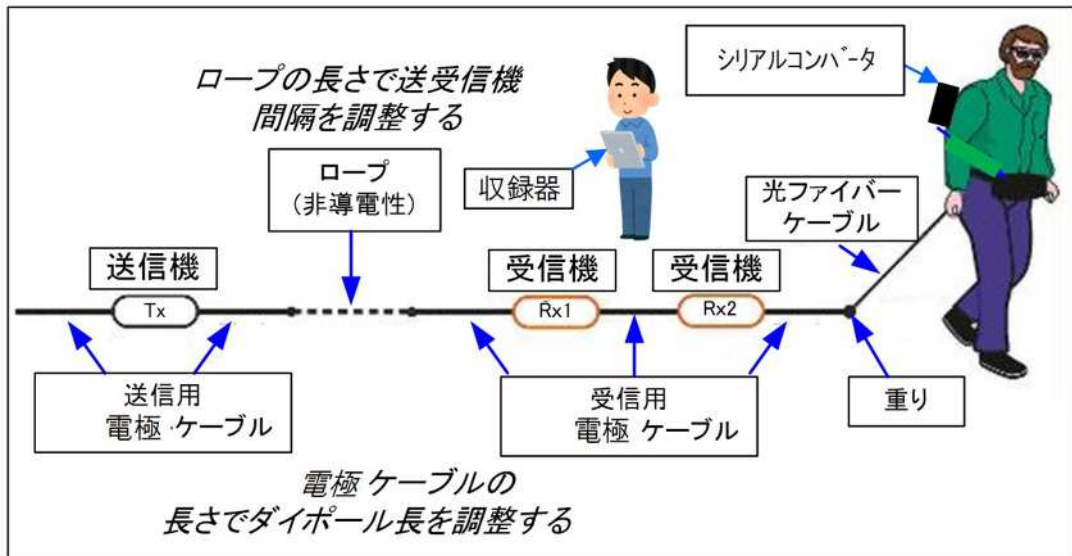 シリアルコンバータ
ロープの長さで送受信機
間隔を調整する
ロープ
(非導電性)
収録器
光ファイバー
ケーブル
送信機
受信機
受信機
Tx
Rx1
Rx2
送信用
電極・ケーブル
受信用
電極 ケーブル
重り
電極 ケーブルの
長さでダイポール長を調整する